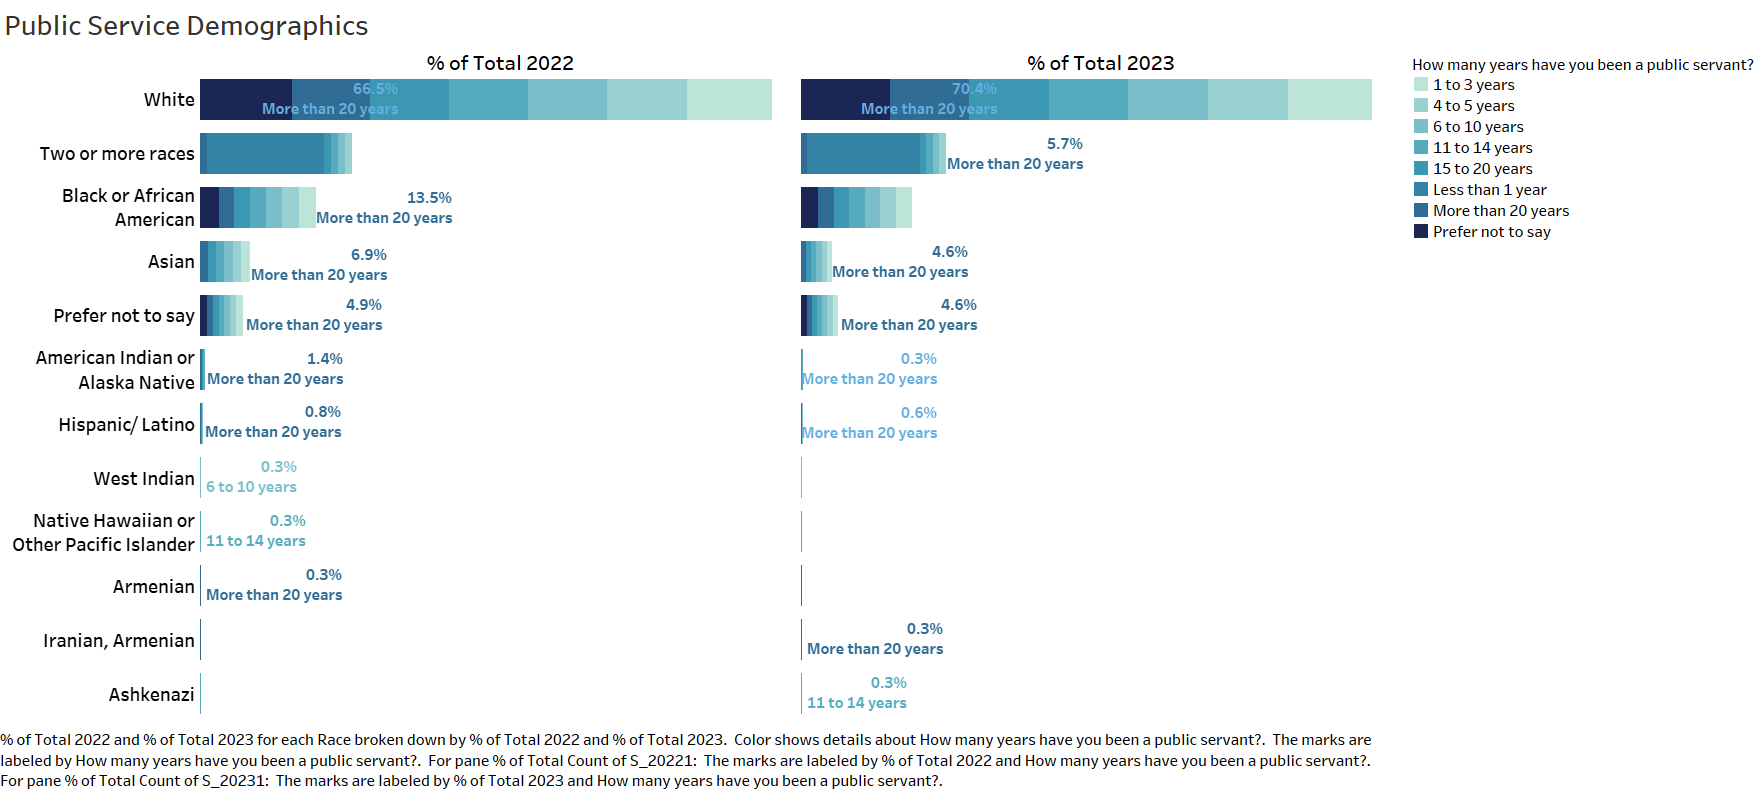 Public Service Demographics
% of Total 2022
% of Total 2023
How many years have you been a public servant?
1 to 3 years
4 to 5 years
6 to 10 years
11 to 14 years
15 to 20 years
Less than 1 year
More than 20 years
Prefer not to say
White
66.5%
More than 20 years
70.4%
More than 20 years
Two or more races
5.7%
More than 20 years
Black or African
American
13.5%
More than 20 years
Asian
6.9%
More than 20 years
4.6%
More than 20 years
Prefer not to say
4.9%
More than 20 years
4.6%
More than 20 years
American Indian or
Alaska Native
1.4%
More than 20 years
0.3%
More than 20 years
Hispanic/ Latino
0.8%
More than 20 years
0.6%
More than 20 years
West Indian
0.3%
6 to 10 years
Native Hawaiian or
Other Pacific Islander
0.3%
11 to 14 years
Armenian
0.3%
More than 20 years
Iranian, Armenian
0.3%
More than 20 years
Ashkenazi
0.3%
11 to 14 years
% of Total 2022 and % of Total 2023 for each Race broken down by % of Total 2022 and % of Total 2023.  Color shows details about How many years have you been a public servant?.  The marks are
labeled by How many years have you been a public servant?.  For pane % of Total Count of S_20221:  The marks are labeled by % of Total 2022 and How many years have you been a public servant?.
For pane % of Total Count of S_20231:  The marks are labeled by % of Total 2023 and How many years have you been a public servant?.